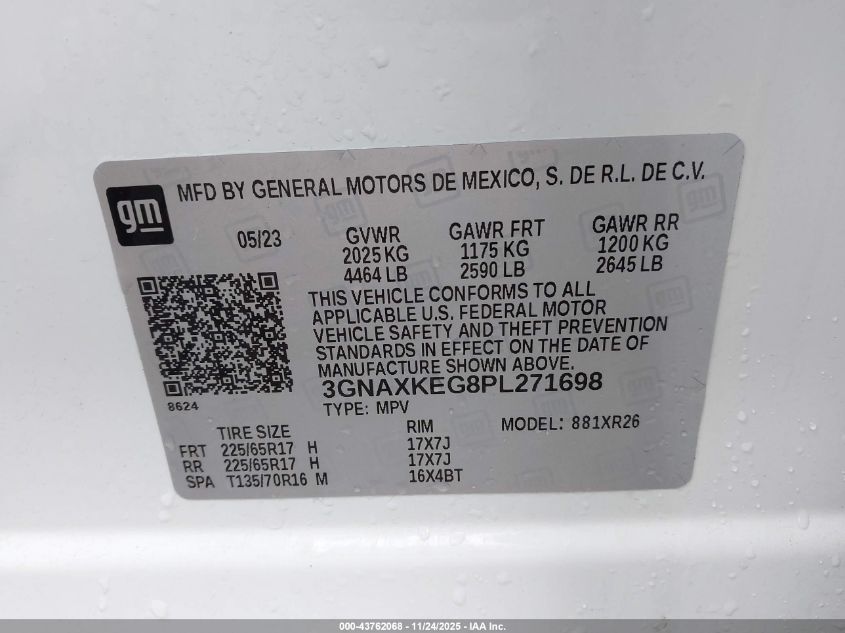 gm
MFD BY GENERAL MOTORS DE MEXICO, S. DE R.L. DE C.V.
05/23 GVWR GAWR FRT GAWR RR
2025 KG 1175 KG 1200 KG
4464 LB 2590 LB 2645 LB
THIS VEHICLE CONFORMS TO ALL
APPLICABLE U.S. FEDERAL MOTOR
VEHICLE SAFETY AND THEFT PREVENTION
STANDARDS IN EFFECT ON THE DATE OF
MANUFACTURE SHOWN ABOVE.
3GNAXKEG8PL271698
8624
TYPE: MPV
TIRE SIZE RIM MODEL: 881XR26
FRT 225/65R17 H 17X7J
RR 225/65R17 H 17X7J
SPA T135/70R16 M 16X4BT
000-43762068 - 11/24/2025 - IAA Inc.